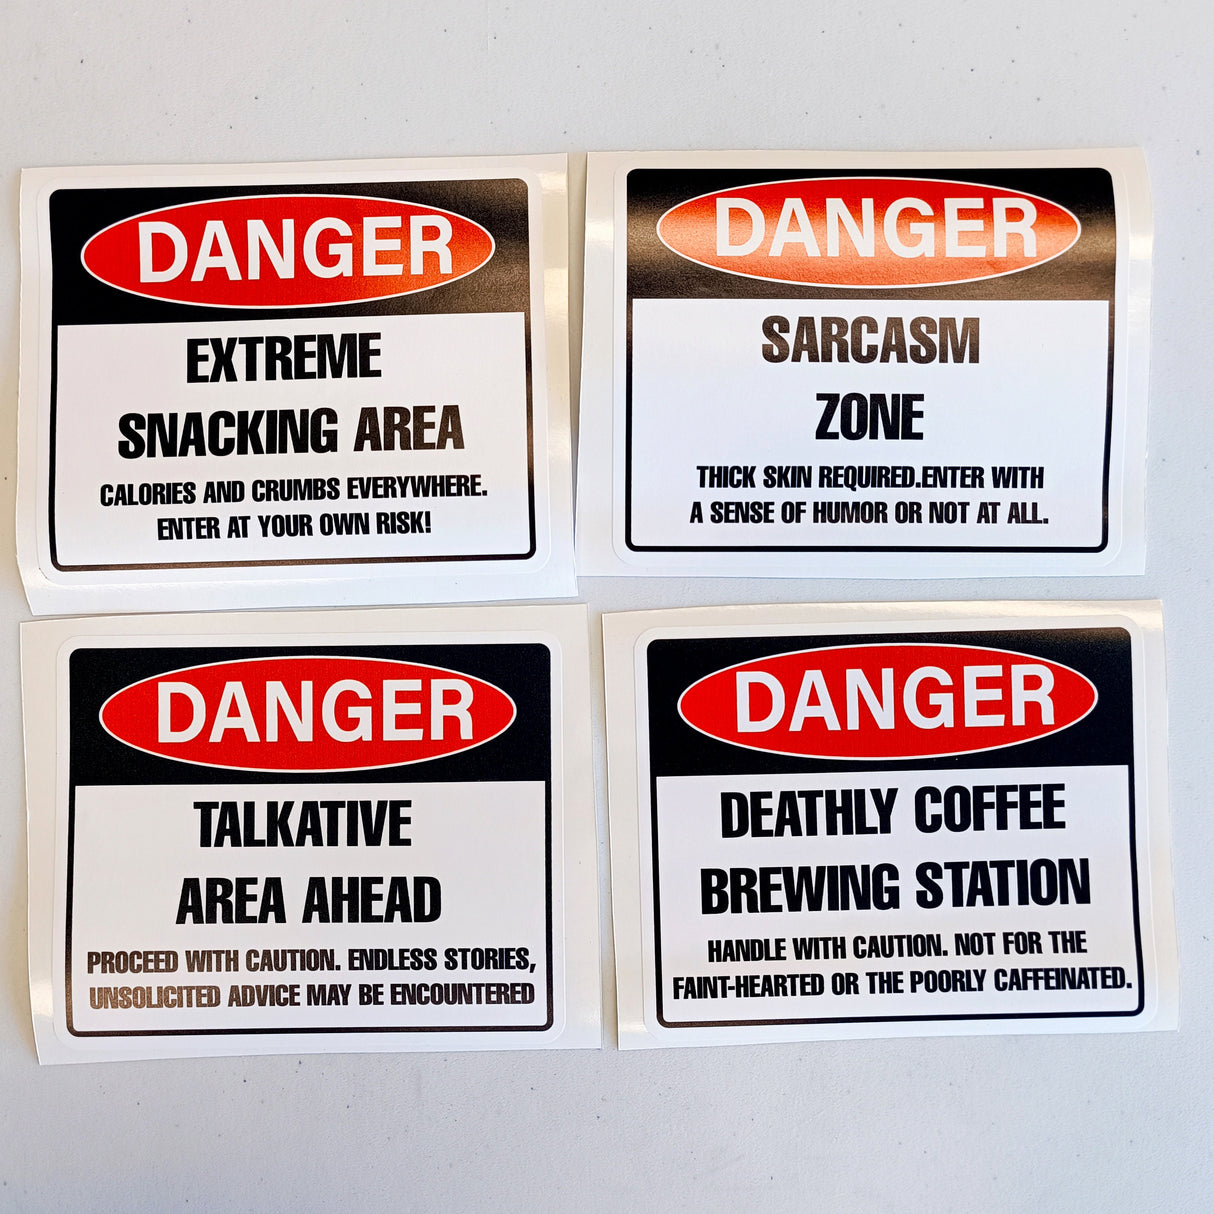 DANGER
EXTREME
SNACKING AREA
CALORIES AND CRUMBS EVERYWHERE.
ENTER AT YOUR OWN RISK!
DANGER
SARCASM
ZONE
THICK SKIN REQUIRED.ENTER WITH
A SENSE OF HUMOR OR NOT AT ALL.
DANGER
TALKATIVE
AREA AHEAD
PROCEED WITH CAUTION. ENDLESS STORIES,
UNSOLICITED ADVICE MAY BE ENCOUNTERED
DANGER
DEATHLY COFFEE
BREWING STATION
HANDLE WITH CAUTION. NOT FOR THE
FAINT-HEARTED OR THE POORLY CAFFEINATED.